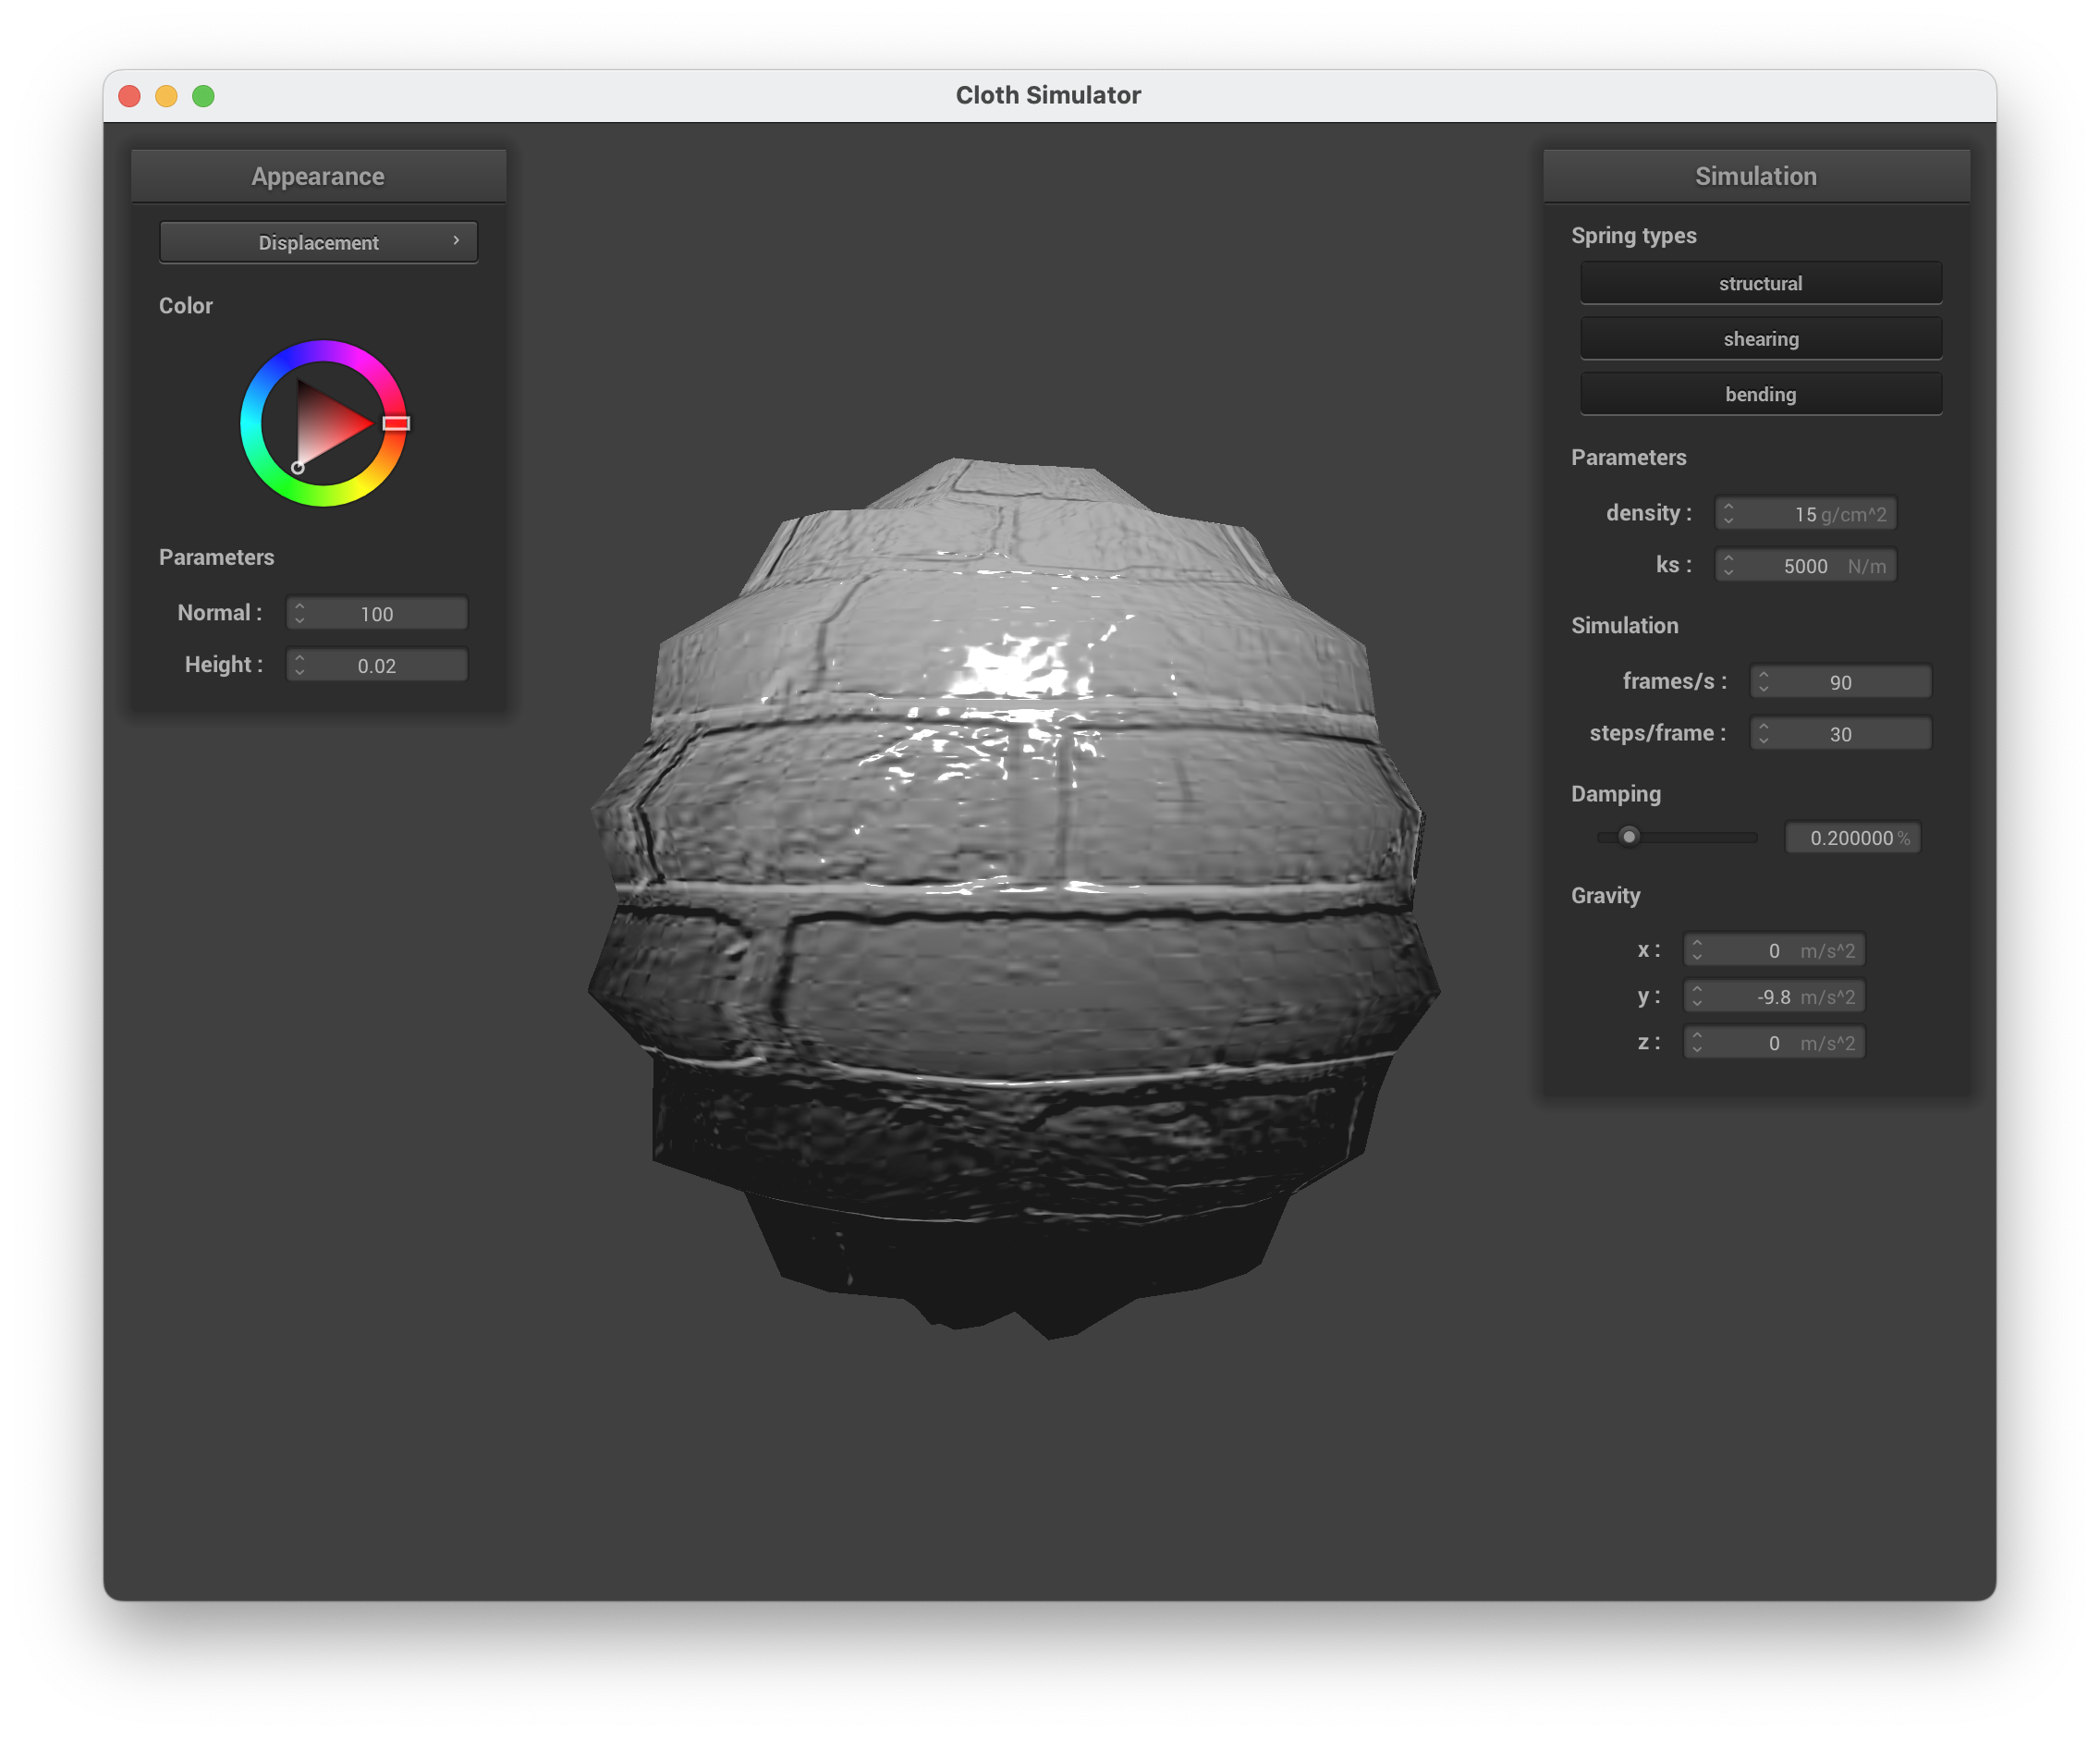 Cloth Simulator
Appearance
Displacement
Color
Parameters
Normal : 100
Height : 0.02
Simulation
Spring types
structural
shearing
bending
Parameters
density : 15 g/cm^2
ks : 5000 N/m
Simulation
frames/s : 90
steps/frame : 30
Damping
0.200000 %
Gravity
x : 0 m/s^2
y : -9.8 m/s^2
z : 0 m/s^2